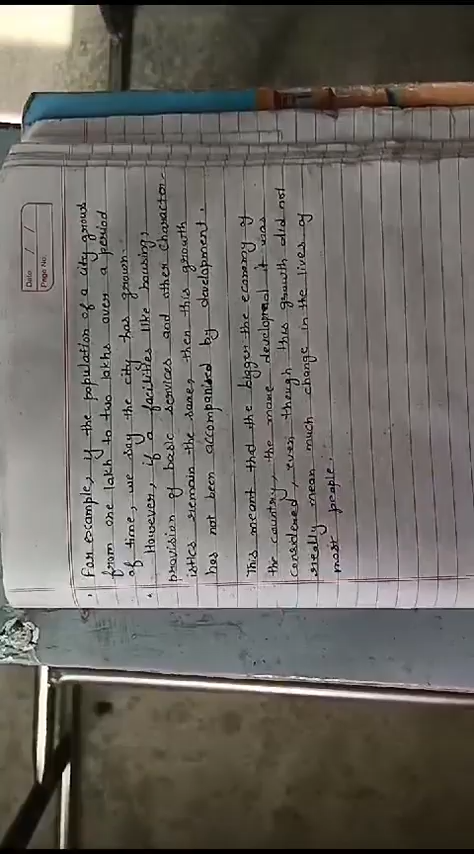 Date / /
Page No.
. For example, if the population of a city grows
from one lakh to two lakhs over a period
of time, we say the city has grown.
. However, if a facilities like housing,
provision of basic services and other character-
istics remain the same, then this growth
has not been accompanied by development.
This meant that the bigger the economy of
the country, the more developed it was
considered, even though this growth did not
really mean much change in the lives of
most people.